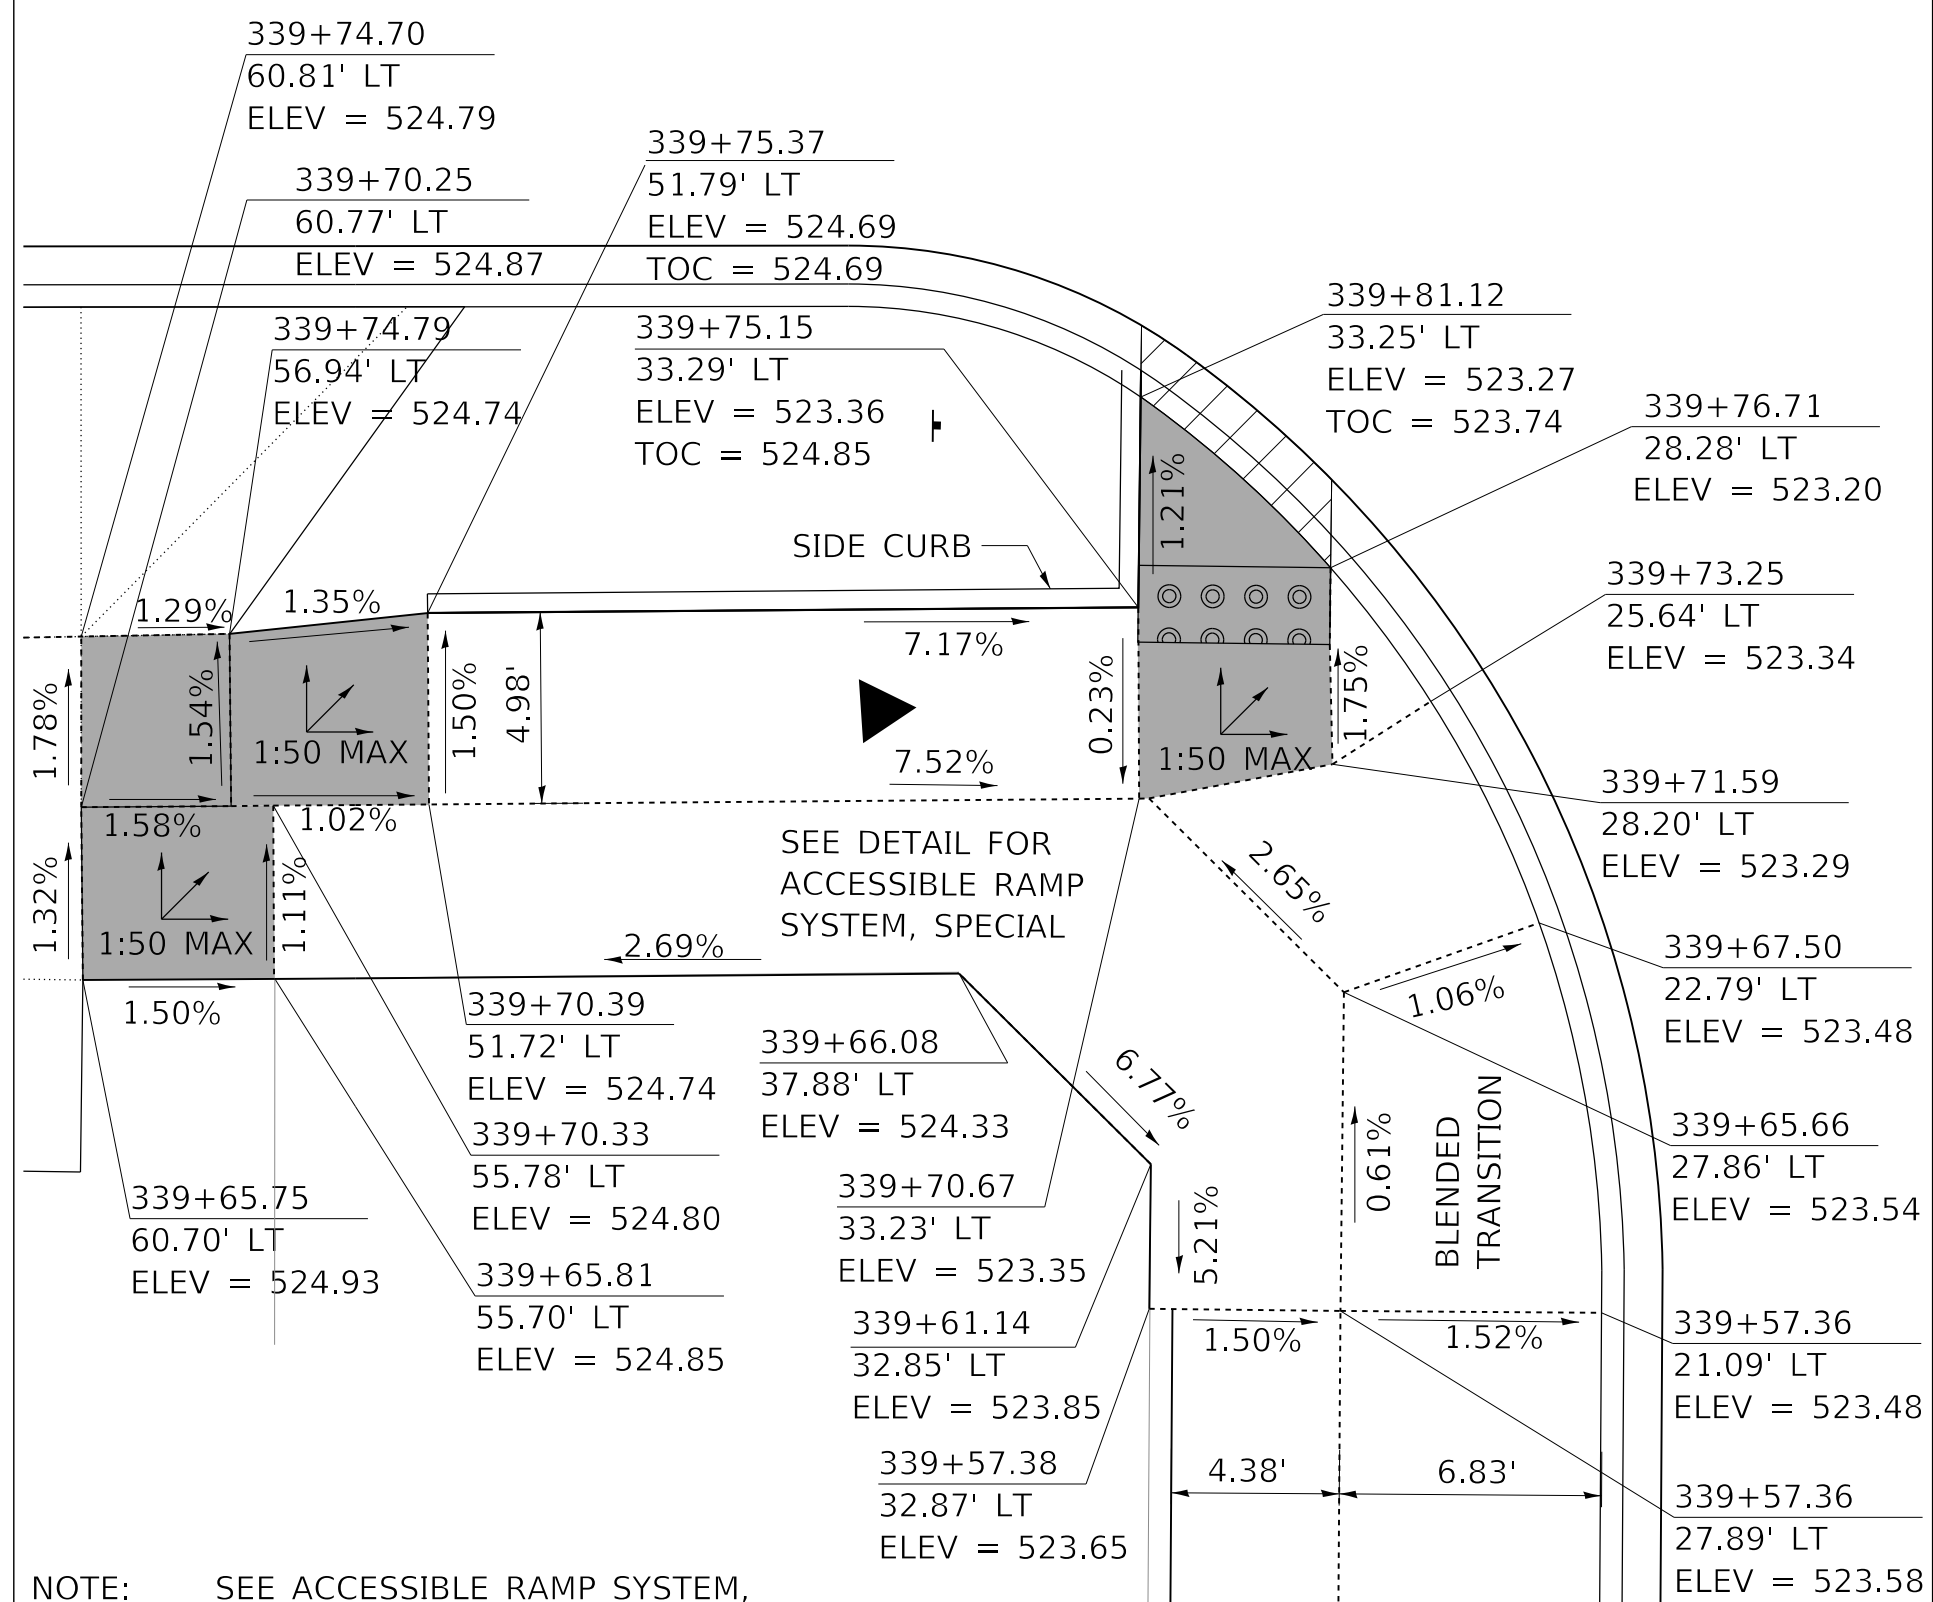 339+74.70
60.81' LT
ELEV = 524.79
339+70.25
60.77' LT
ELEV = 524.87
339+75.37
51.79' LT
ELEV = 524.69
TOC = 524.69
339+74.79
56.94' LT
ELEV = 524.74
339+75.15
33.29' LT
ELEV = 523.36
TOC = 524.85
339+81.12
33.25' LT
ELEV = 523.27
TOC = 523.74
339+76.71
28.28' LT
ELEV = 523.20
SIDE CURB
1.21%
339+73.25
25.64' LT
ELEV = 523.34
1.29%
1.35%
7.17%
1.78%
1.54%
1:50 MAX
1.50%
4.98'
7.52%
0.23%
1:50 MAX
1.75%
339+71.59
28.20' LT
ELEV = 523.29
1.58%
1.02%
1.32%
1:50 MAX
1.11%
SEE DETAIL FOR
ACCESSIBLE RAMP
SYSTEM, SPECIAL
2.65%
2.69%
1.50%
1.06%
339+67.50
22.79' LT
ELEV = 523.48
339+70.39
51.72' LT
ELEV = 524.74
339+66.08
37.88' LT
ELEV = 524.33
6.77%
339+70.33
55.78' LT
ELEV = 524.80
339+65.66
27.86' LT
ELEV = 523.54
0.61%
BLENDED
TRANSITION
339+65.75
60.70' LT
ELEV = 524.93
339+70.67
33.23' LT
ELEV = 523.35
5.21%
339+65.81
55.70' LT
ELEV = 524.85
339+61.14
32.85' LT
ELEV = 523.85
1.50%
1.52%
339+57.36
21.09' LT
ELEV = 523.48
339+57.38
32.87' LT
ELEV = 523.65
4.38'
6.83'
339+57.36
27.89' LT
ELEV = 523.58
NOTE: SEE ACCESSIBLE RAMP SYSTEM,